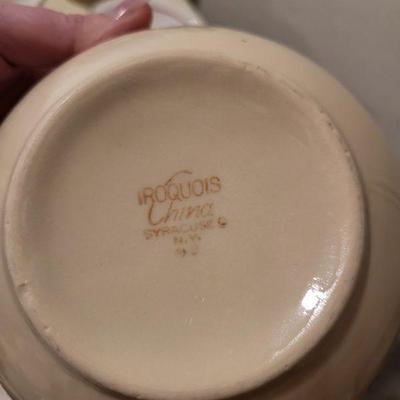 IROQUOIS
China
SYRACUSE
N.Y.